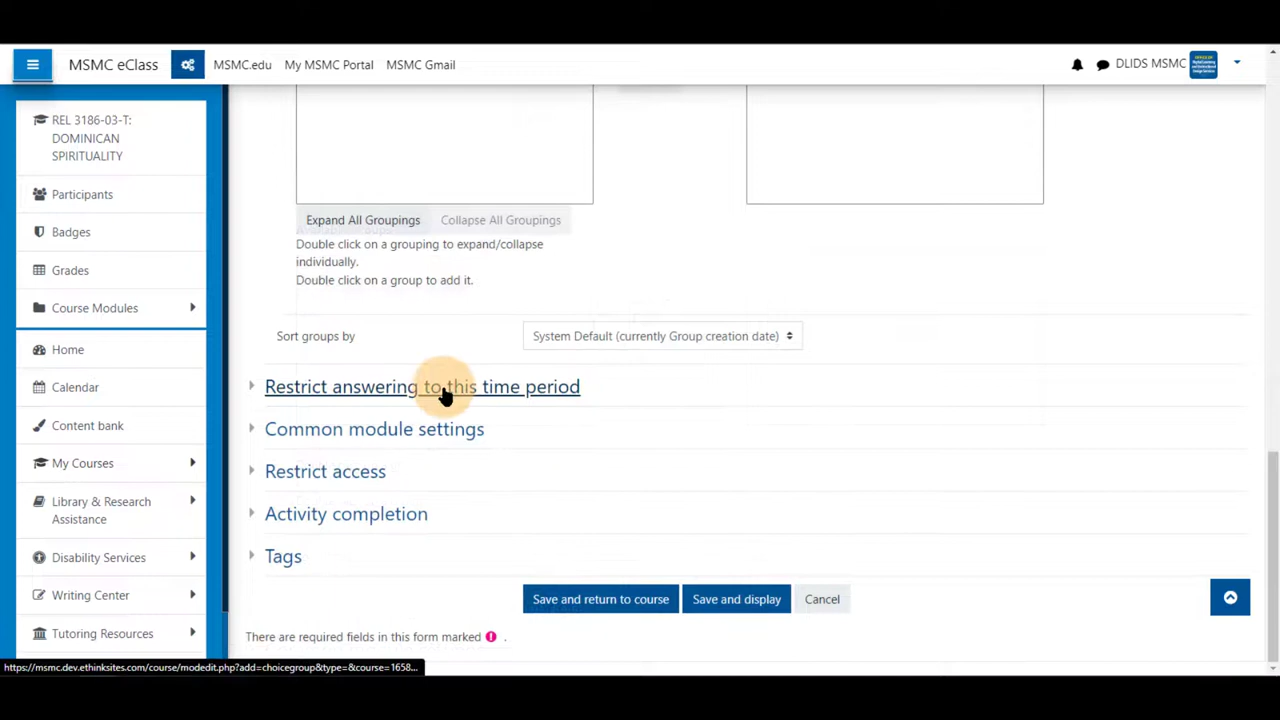 MSMC eClass
MSMC.edu
My MSMC Portal
MSMC Gmail
DLIDS MSMC
REL 3186-03-T:
DOMINICAN
SPIRITUALITY
Participants
Badges
Grades
Course Modules
Home
Calendar
Content bank
My Courses
Library & Research
Assistance
Disability Services
Writing Center
Tutoring Resources
Expand All Groupings
Collapse All Groupings
Double click on a grouping to expand/collapse
individually.
Double click on a group to add it.
Sort groups by
System Default (currently Group creation date)
Restrict answering to this time period
Common module settings
Restrict access
Activity completion
Tags
Save and return to course
Save and display
Cancel
There are required fields in this form marked
.
https://msmc.dev.ethinksites.com/course/modedit.php?add=choicegroup&type=&course=1658...